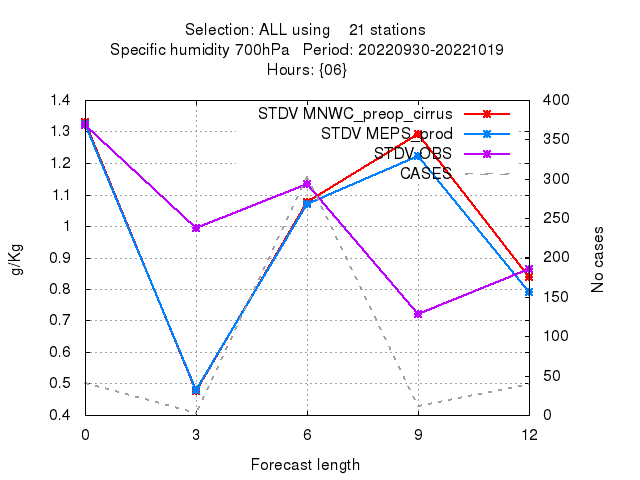 Selection: ALL using    21 stations
Specific humidity 700hPa   Period: 20220930-20221019
Hours: {06}
STDV MNWC_preop_cirrus
STDV MEPS_prod
STDV OBS
CASES
1.4
1.3
1.2
1.1
1
0.9
0.8
0.7
0.6
0.5
0.4
g/Kg
400
350
300
250
200
150
100
50
0
No cases
0 3 6 9 12
Forecast length